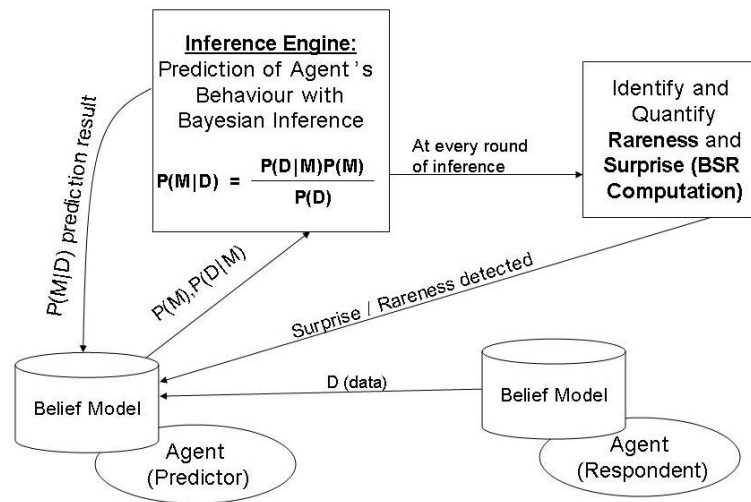 Inference Engine:
Prediction of Agent's
Behaviour with
Bayesian Inference
P(M|D) = P(D|M)P(M)
P(D)
At every round
of inference
Identify and
Quantify
Rareness and
Surprise (BSR
Computation)
P(M|D) prediction result
P(M),P(D|M)
Surprise / Rareness detected
D (data)
Belief Model
Agent
(Predictor)
Belief Model
Agent
(Respondent)